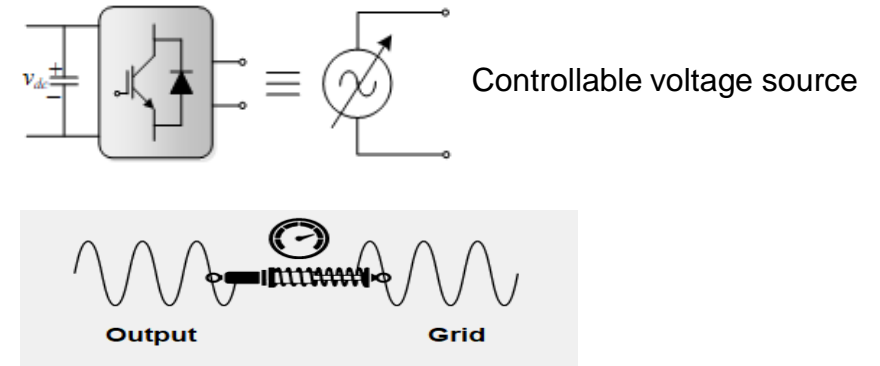 v_dc + −
Controllable voltage source
Output Grid